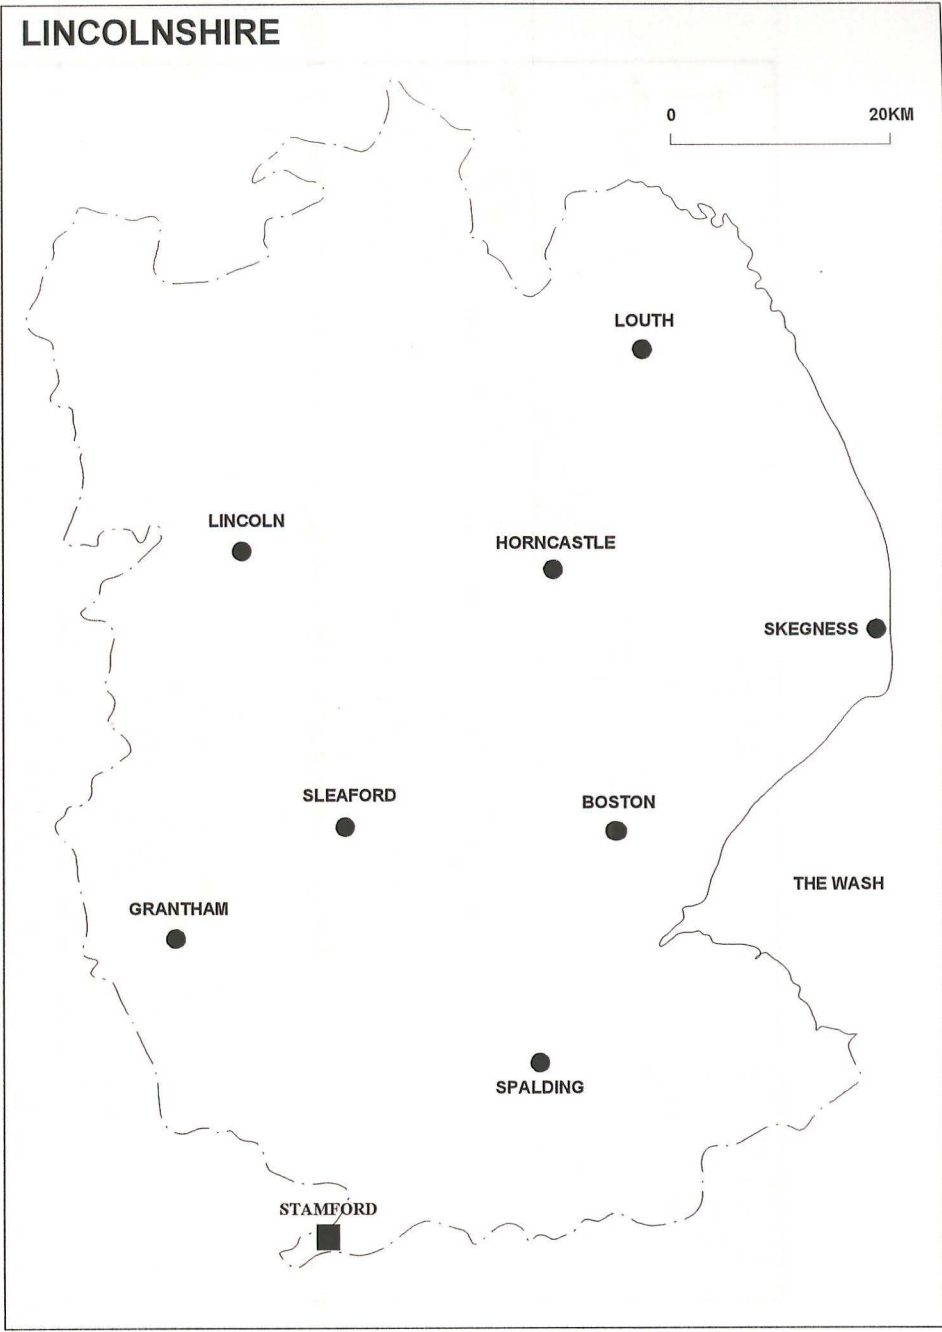 LINCOLNSHIRE
0 20KM
LOUTH
LINCOLN
HORNCASTLE
SKEGNESS
SLEAFORD
BOSTON
THE WASH
GRANTHAM
SPALDING
STAMFORD